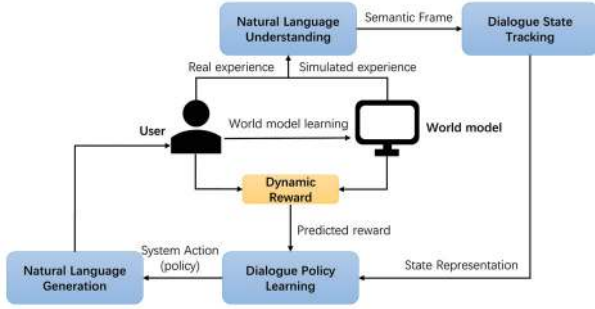 Natural Language
Understanding
Semantic Frame
Dialogue State
Tracking
Real experience
Simulated experience
User
World model learning
World model
Dynamic
Reward
Predicted reward
System Action
(policy)
State Representation
Natural Language
Generation
Dialogue Policy
Learning